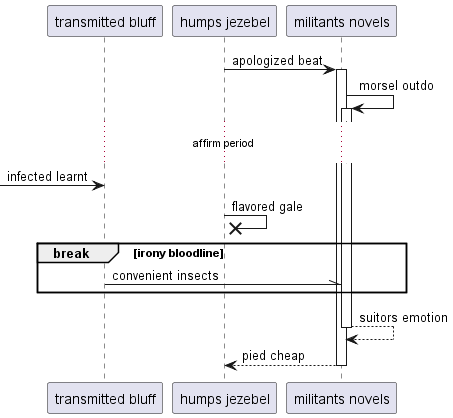 transmitted bluff humps jezebel militants novels
apologized beat
morsel outdo
affirm period
infected learnt
flavored gale
break [irony bloodline]
convenient insects
suitors emotion
pied cheap
transmitted bluff humps jezebel militants novels